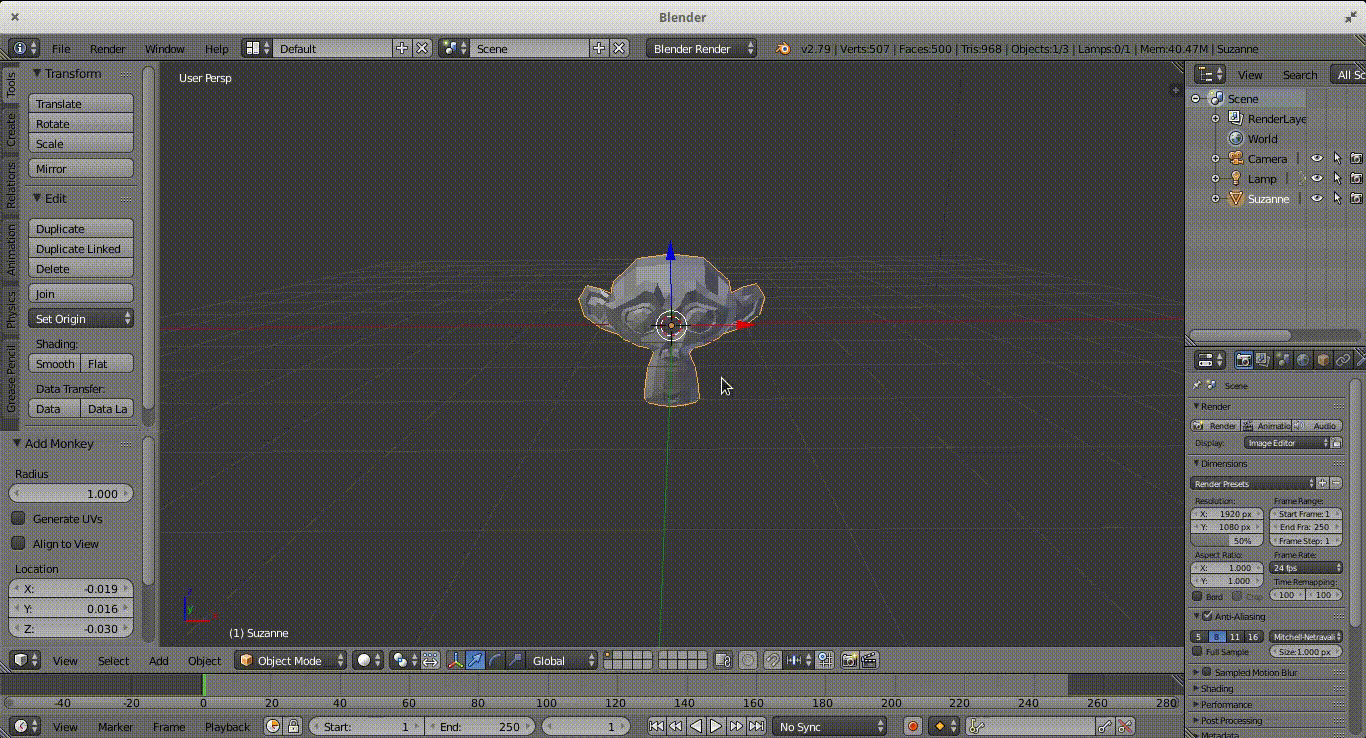 Blender
File Render Window Help Default Scene Blender Render v2.79 | Verts:507 | Faces:500 | Tris:968 | Objects:1/3 | Lamps:0/1 | Mem:40.47M | Suzanne
Tools
Create
Relations
Animation
Physics
Grease Pencil
Transform
Translate
Rotate
Scale
Mirror
Edit
Duplicate
Duplicate Linked
Delete
Join
Set Origin
Shading:
Smooth Flat
Data Transfer:
Data Data La
Add Monkey
Radius
1.000
Generate UVs
Align to View
Location
X: -0.019
Y: 0.016
Z: -0.030
User Persp
(1) Suzanne
View Select Add Object Object Mode Global
-40 -20 0 20 40 60 80 100 120 140 160 180 200 220 240 260 280
View Marker Frame Playback Start: 1 End: 250 1 No Sync
View Search All Sc
Scene
RenderLaye
World
Camera
Lamp
Suzanne
Scene
Render
Render Animatio Audio
Display: Image Editor
Dimensions
Render Presets
Resolution: Frame Range:
X: 1920 px Start Frame: 1
Y: 1080 px End Fra: 250
50% Frame Step: 1
Aspect Ratio: Frame Rate:
X: 1.000 24 fps
Y: 1.000 Time Remapping:
Bord Crop 100 100
Anti-Aliasing
5 8 11 16 Mitchell-Netravali
Full Sample Size: 1.000 px
Sampled Motion Blur
Shading
Performance
Post Processing
Metadata